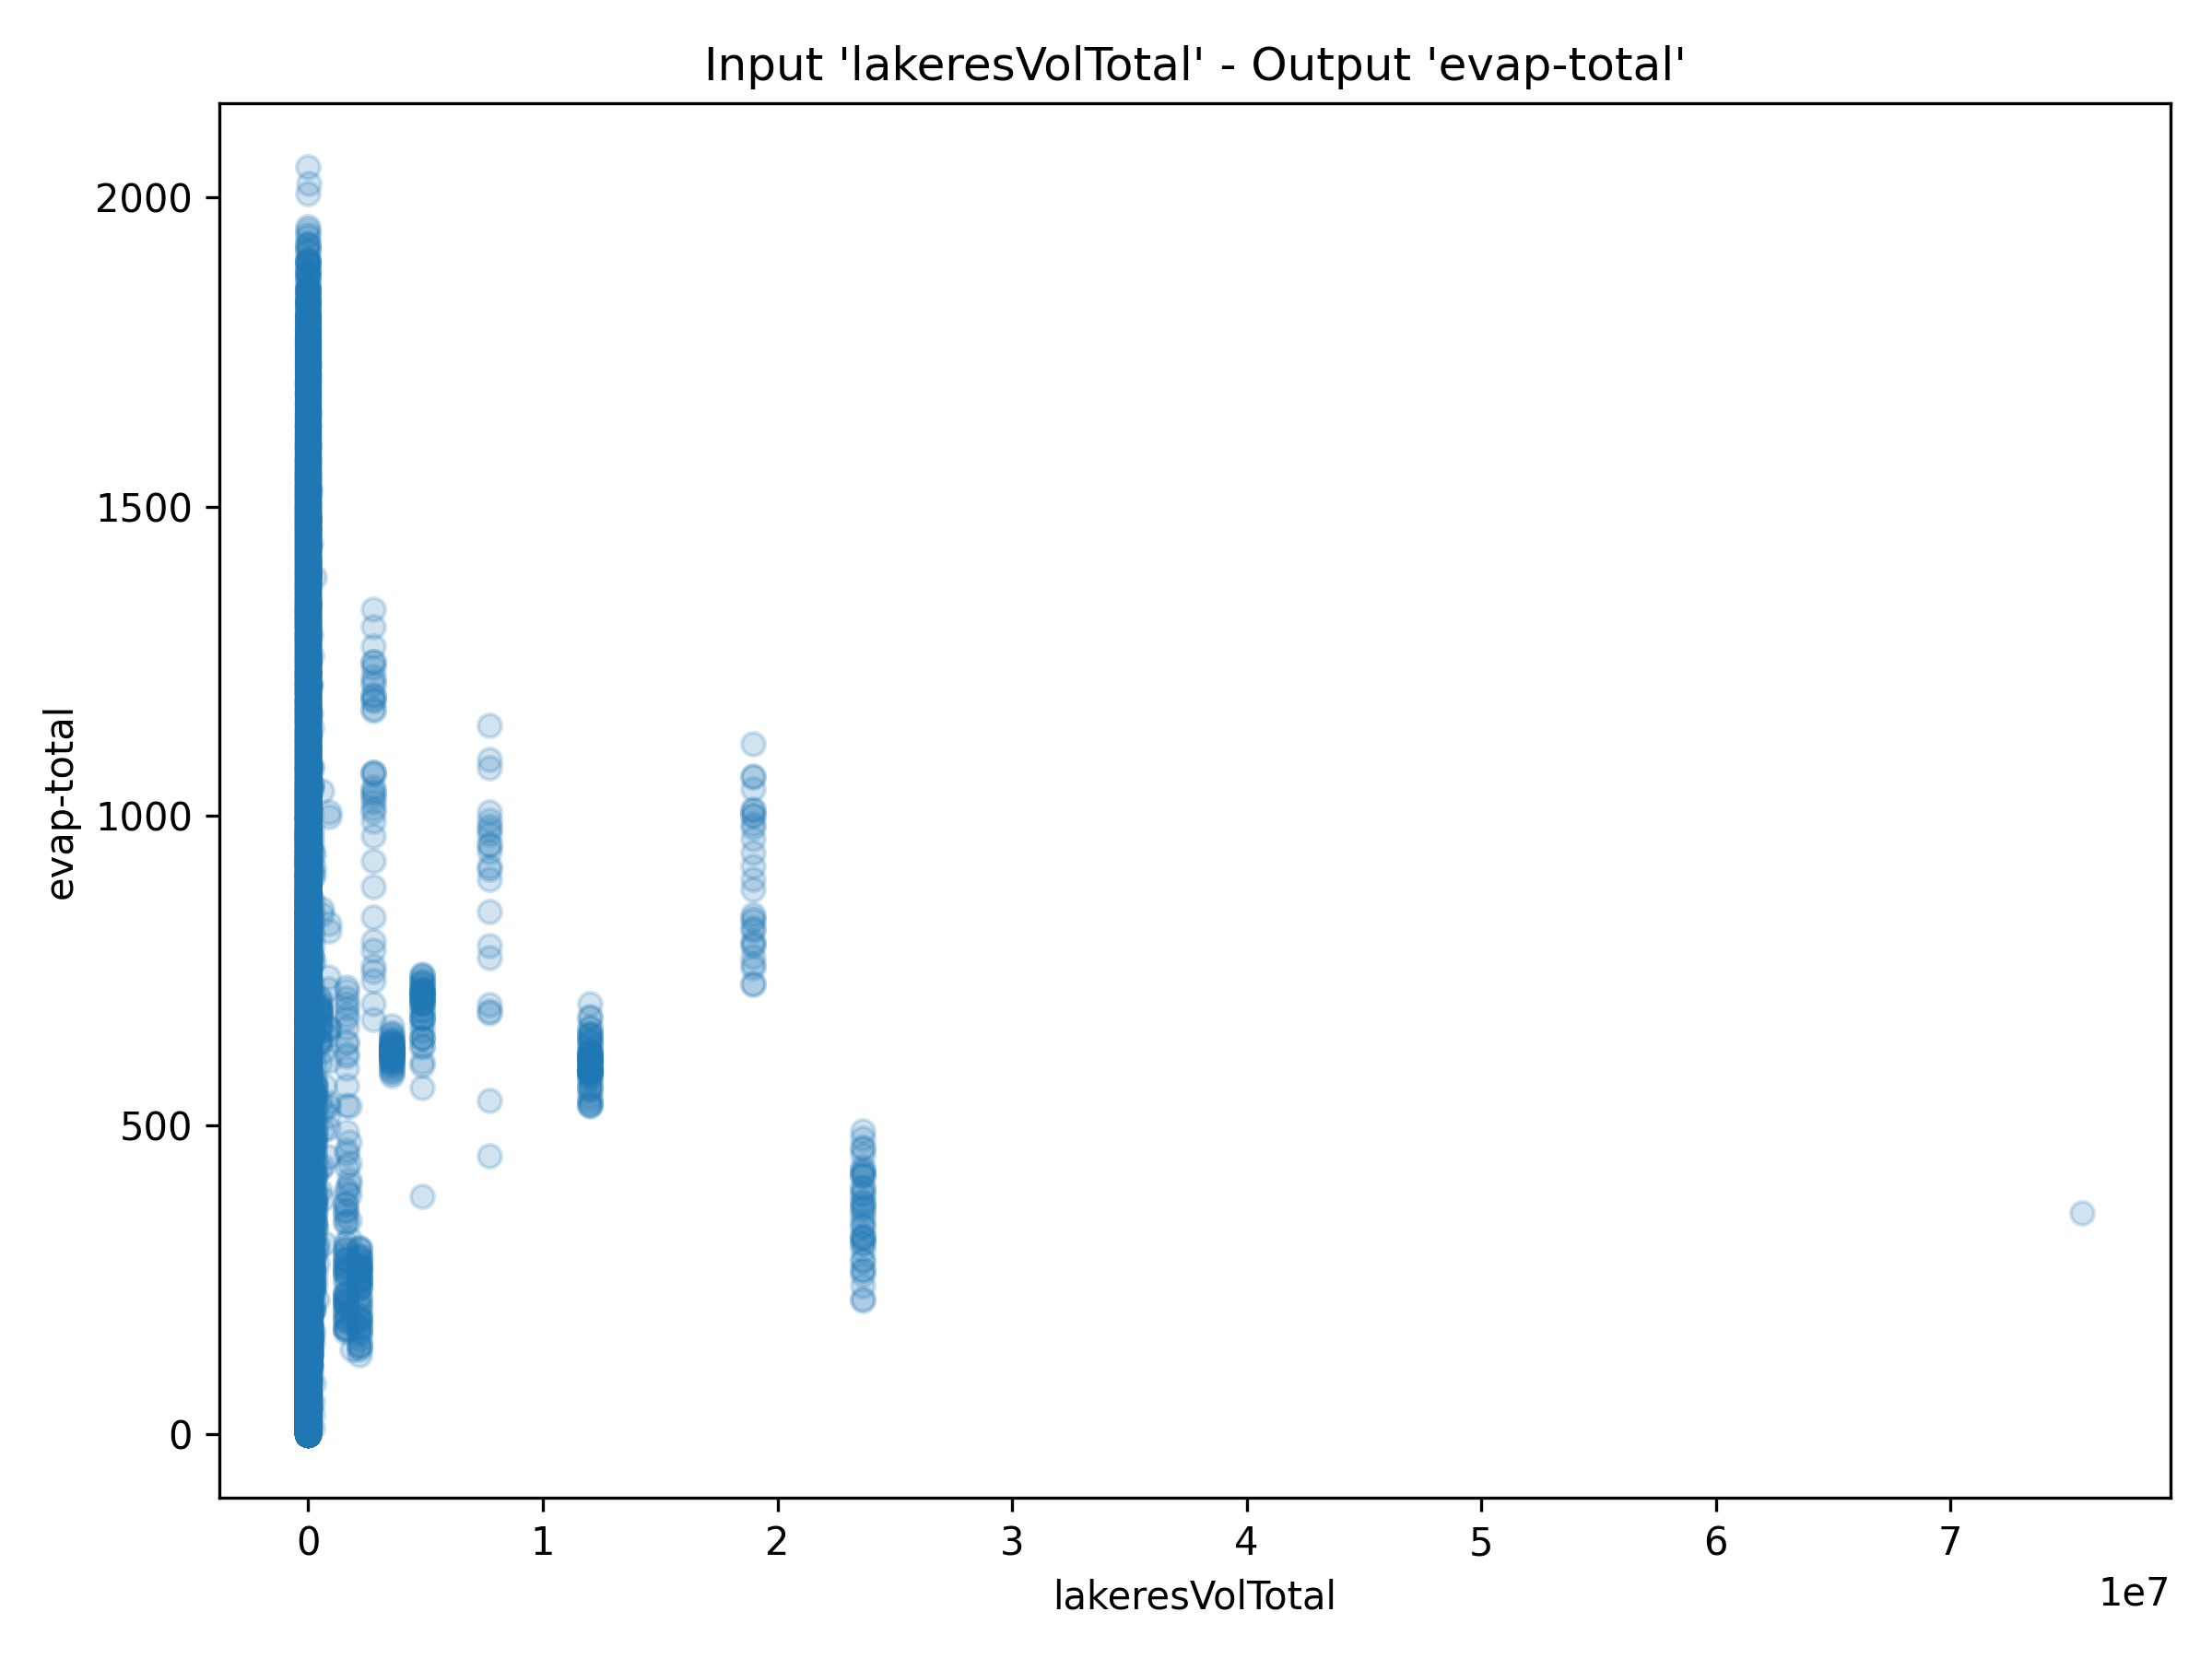 Input 'lakeresVolTotal' - Output 'evap-total'
2000
1500
1000
500
0
evap-total
0 1 2 3 4 5 6 7
1e7
lakeresVolTotal